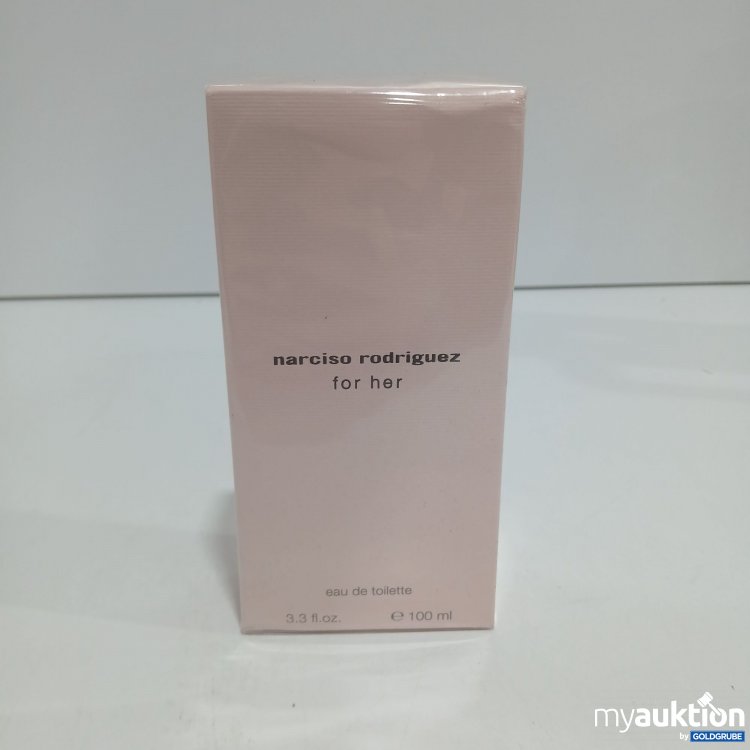 narciso rodriguez
for her
eau de toilette
3.3 fl.oz. ℮ 100 ml
myauktion
by GOLDGRUBE